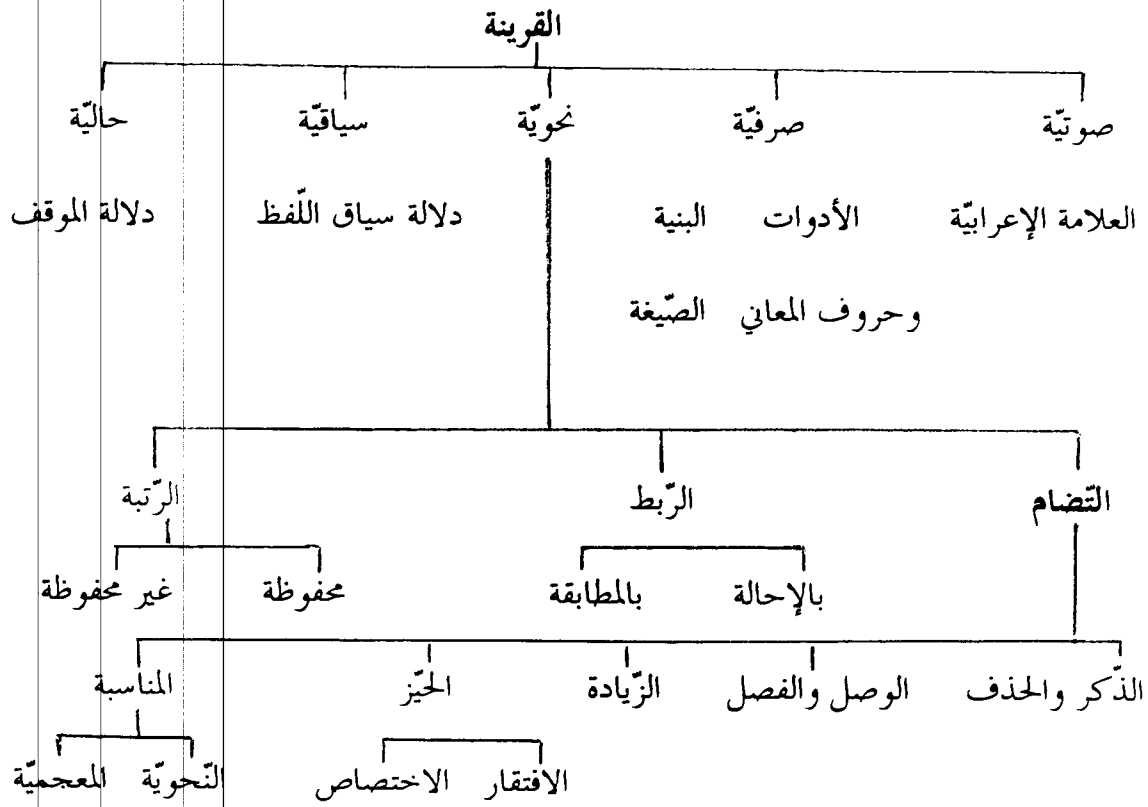 القرينة
صوتيّة صرفيّة نحويّة سياقيّة حاليّة
العلامة الإعرابيّة الأدوات البنية دلالة سياق اللّفظ دلالة الموقف
وحروف المعاني الصّيغة
التّضام الرّبط الرّتبة
بالإحالة بالمطابقة محفوظة غير محفوظة
الذّكر والحذف الوصل والفصل الزّيادة الحيّز المناسبة
الافتقار الاختصاص النّحويّة المعجميّة